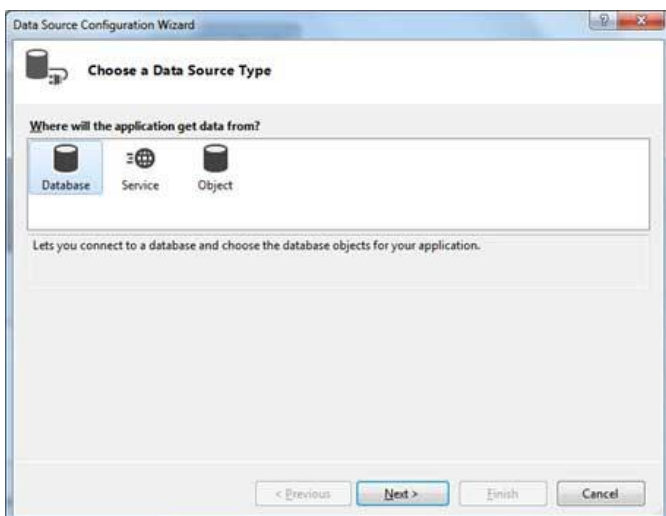 Data Source Configuration Wizard
Choose a Data Source Type
Where will the application get data from?
Database Service Object
Lets you connect to a database and choose the database objects for your application.
< Previous Next > Finish Cancel